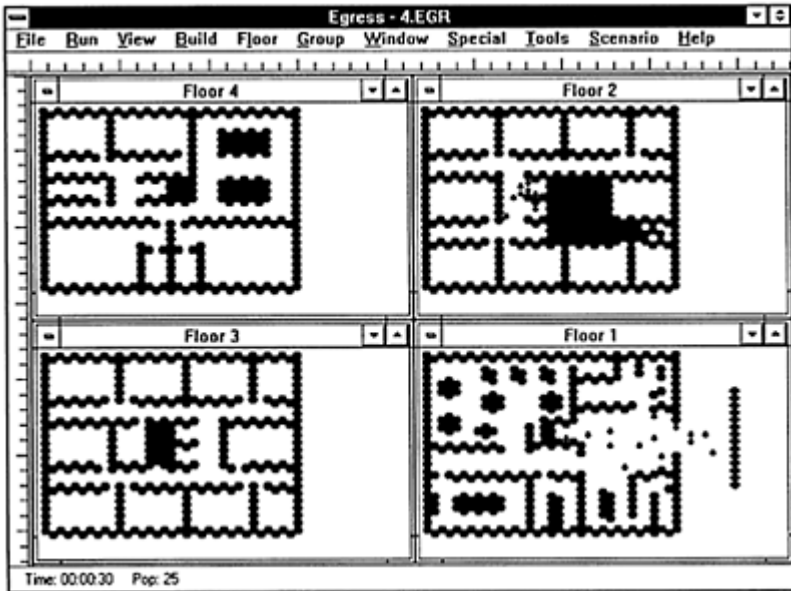 Egress - 4.EGR
File Run View Build Floor Group Window Special Tools Scenario Help
Floor 4
Floor 2
Floor 3
Floor 1
Time: 00:00:30 Pop: 25